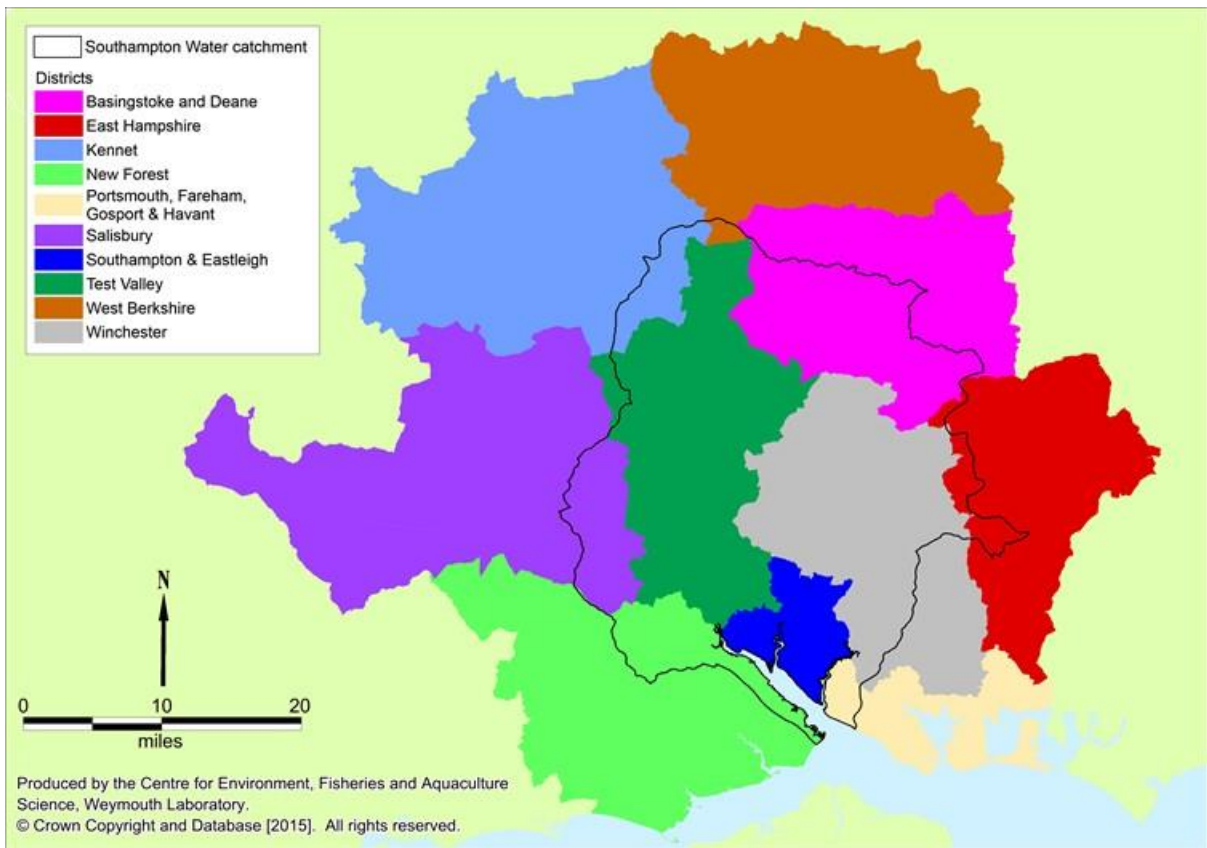 Southampton Water catchment
Districts
Basingstoke and Deane
East Hampshire
Kennet
New Forest
Portsmouth, Fareham,
Gosport & Havant
Salisbury
Southampton & Eastleigh
Test Valley
West Berkshire
Winchester
N
0 10 20
miles
Produced by the Centre for Environment, Fisheries and Aquaculture
Science, Weymouth Laboratory.
© Crown Copyright and Database [2015]. All rights reserved.